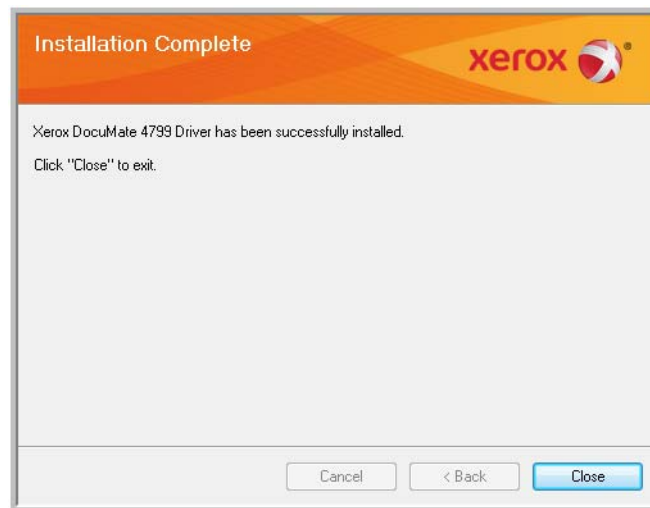 Installation Complete
xerox
Xerox DocuMate 4799 Driver has been successfully installed.
Click "Close" to exit.
Cancel
< Back
Close